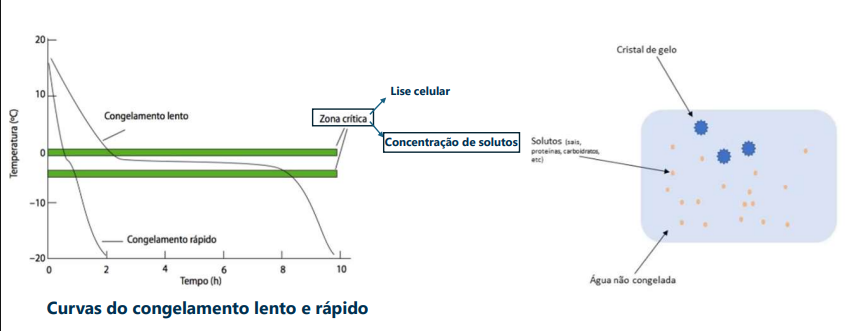 20
10
0
−10
−20
Temperatura (ºC)
Congelamento lento
Congelamento rápido
0
2
4
6
8
10
Tempo (h)
Zona crítica
Lise celular
Concentração de solutos
Curvas do congelamento lento e rápido
Cristal de gelo
Solutos (sais,
proteínas, carboidratos,
etc)
Água não congelada